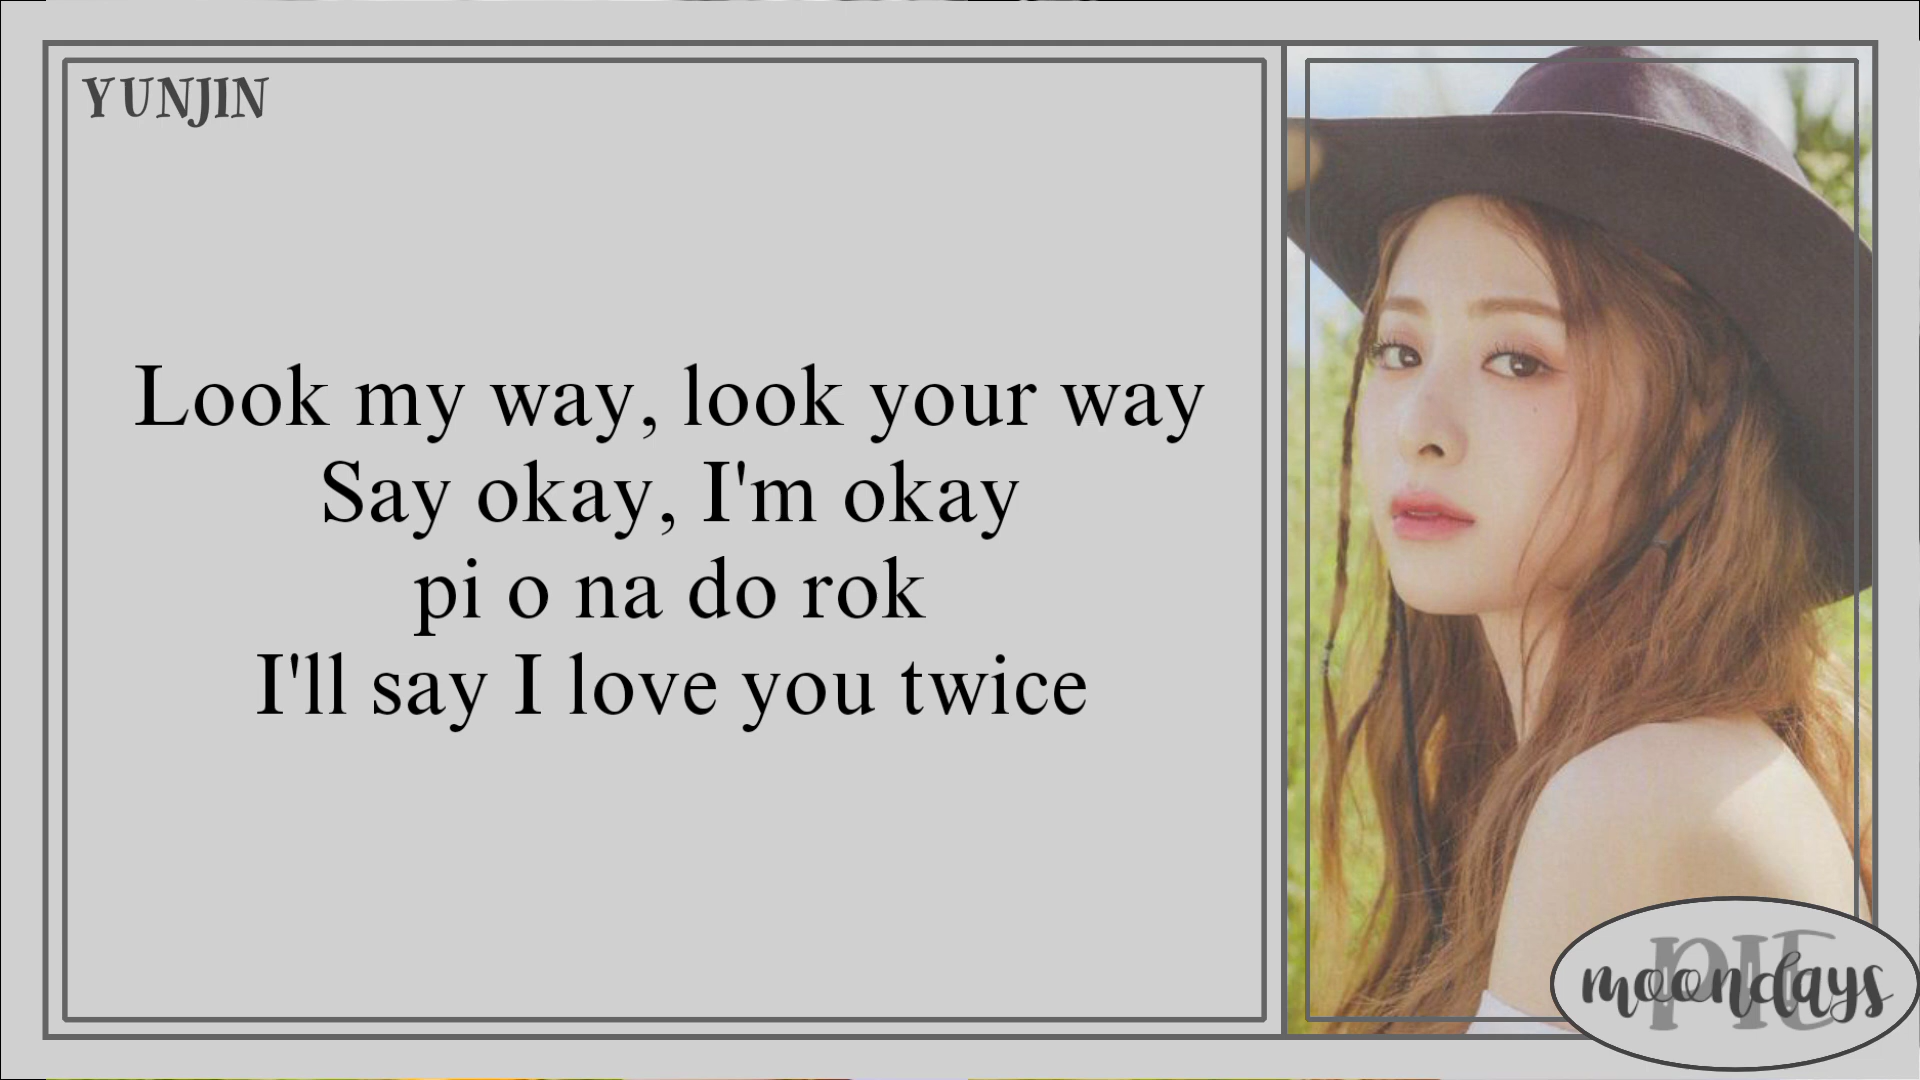 YUNJIN
Look my way, look your way
Say okay, I'm okay
pi o na do rok
I'll say I love you twice
moondays